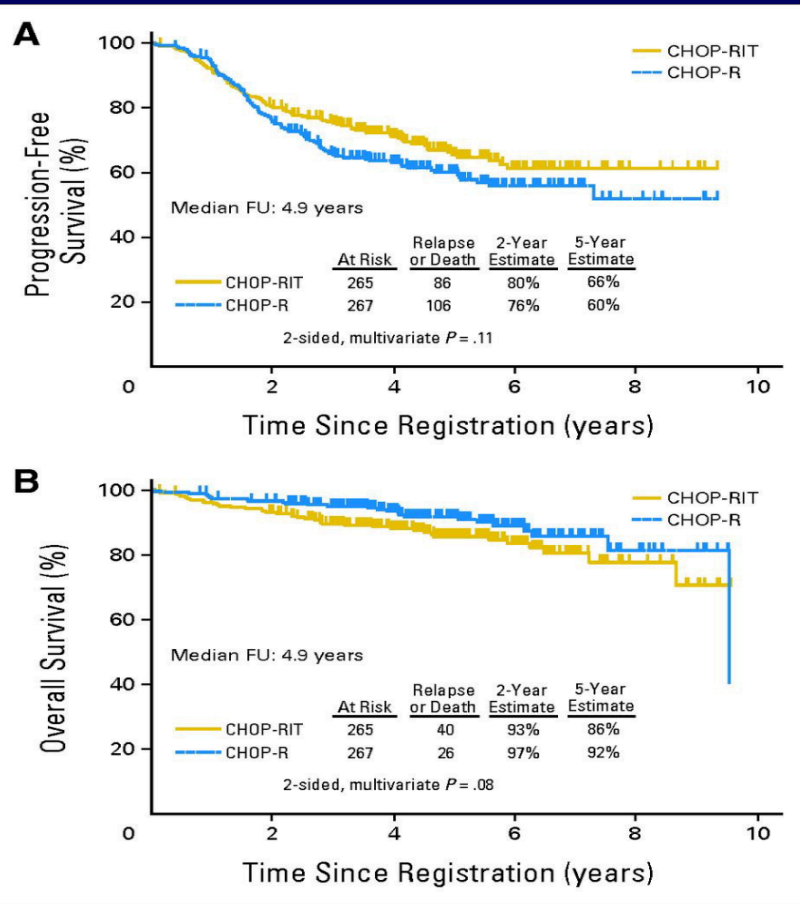 A
CHOP-RIT
CHOP-R
Progression-Free
Survival (%)
100
80
60
40
20
0
Median FU: 4.9 years
At Risk Relapse or Death 2-Year Estimate 5-Year Estimate
CHOP-RIT 265 86 80% 66%
CHOP-R 267 106 76% 60%
2-sided, multivariate P = .11
2 4 6 8 10
Time Since Registration (years)
B
CHOP-RIT
CHOP-R
Overall Survival (%)
100
80
60
40
20
0
Median FU: 4.9 years
At Risk Relapse or Death 2-Year Estimate 5-Year Estimate
CHOP-RIT 265 40 93% 86%
CHOP-R 267 26 97% 92%
2-sided, multivariate P = .08
2 4 6 8 10
Time Since Registration (years)